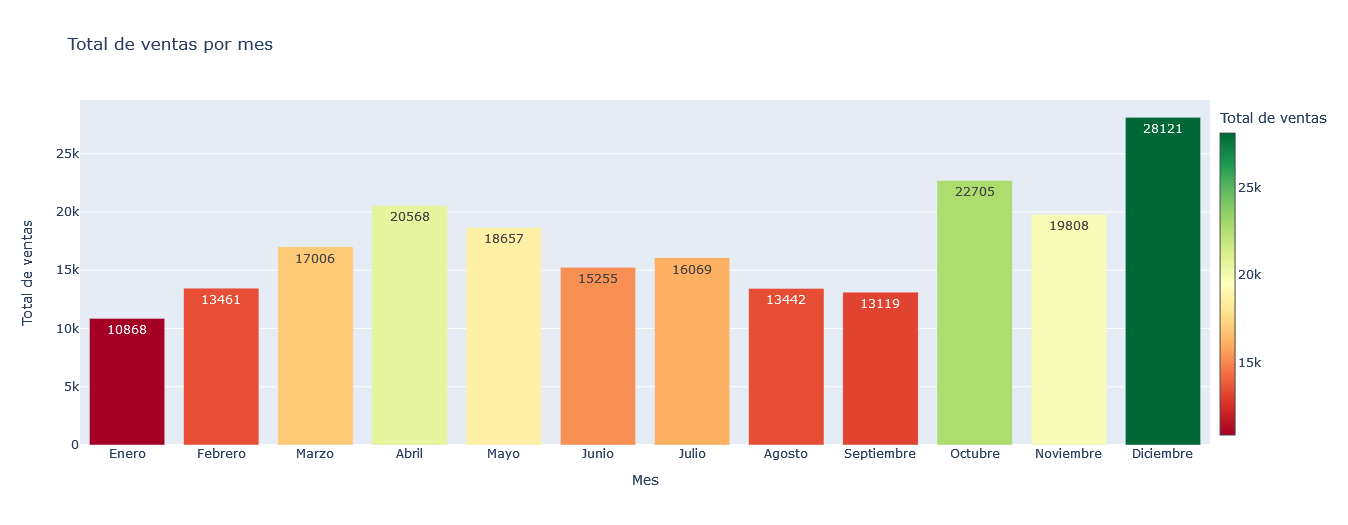 Total de ventas por mes
Total de ventas
25k
20k
15k
10k
5k
0
10868
13461
17006
20568
18657
15255
16069
13442
13119
22705
19808
28121
Enero
Febrero
Marzo
Abril
Mayo
Junio
Julio
Agosto
Septiembre
Octubre
Noviembre
Diciembre
Mes
Total de ventas
25k
20k
15k